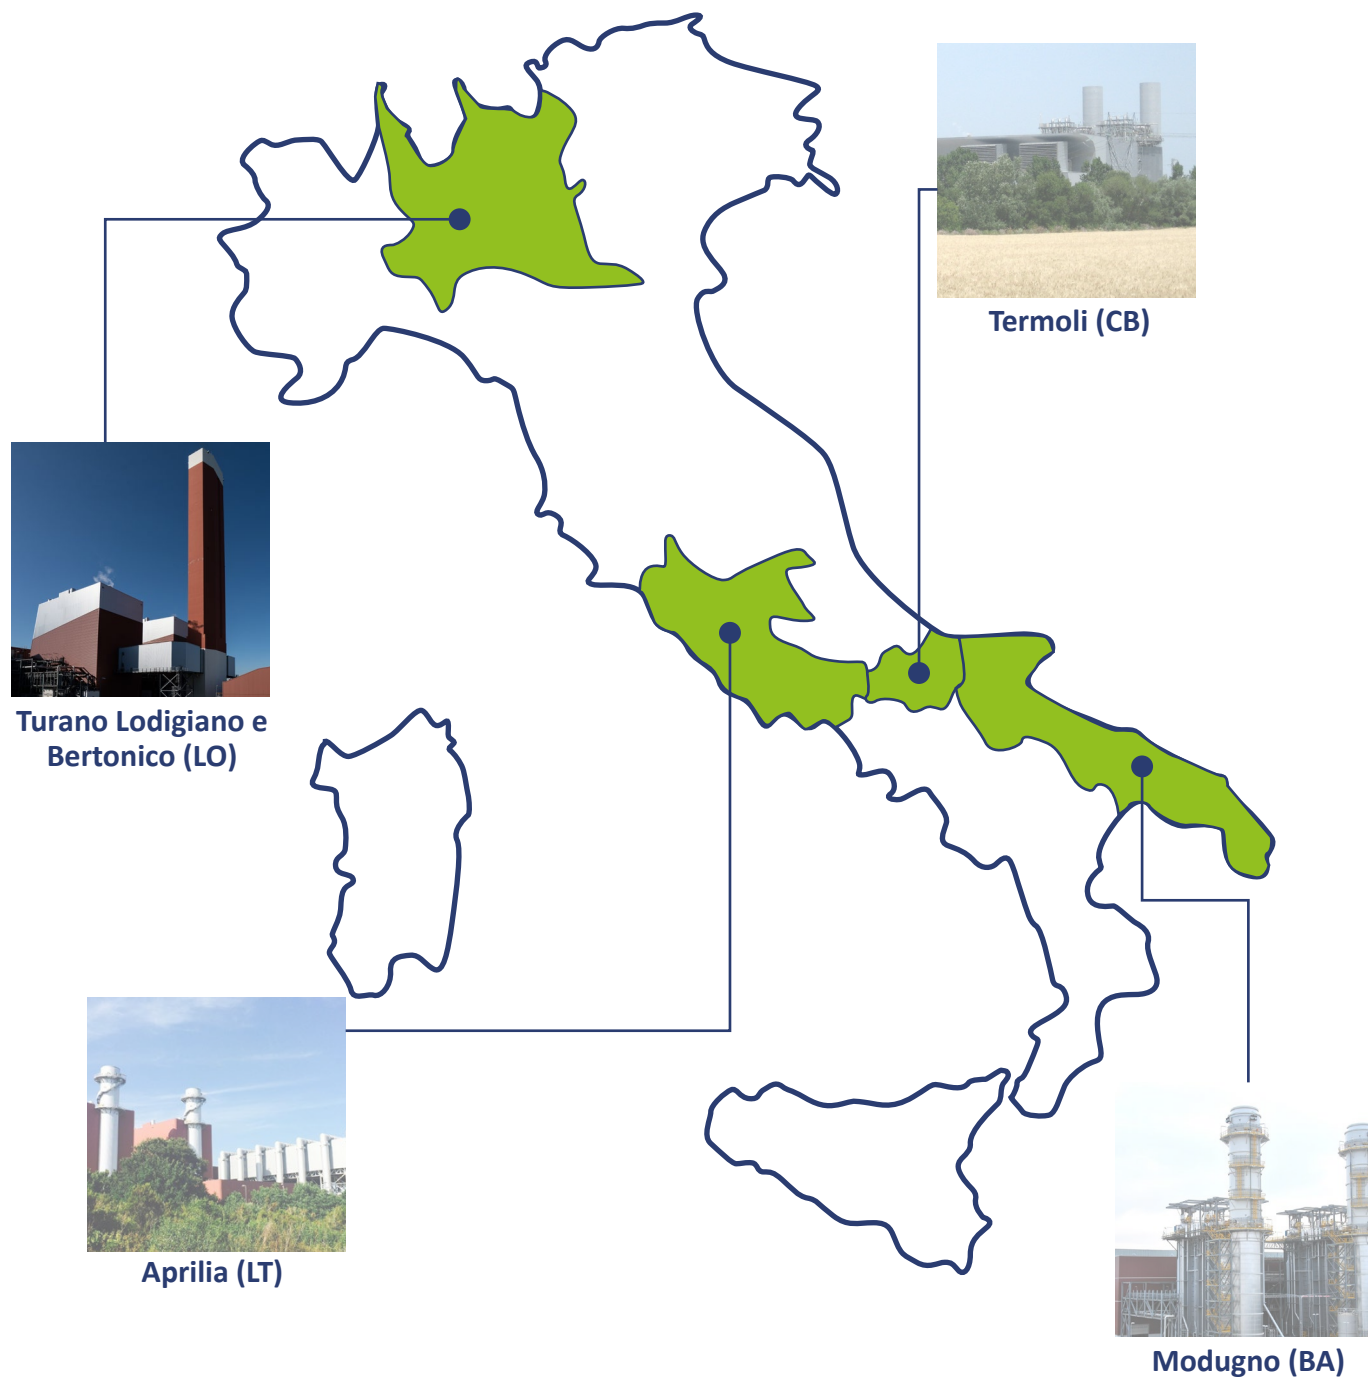 Termoli (CB)
Turano Lodigiano e
Bertonico (LO)
Aprilia (LT)
Modugno (BA)